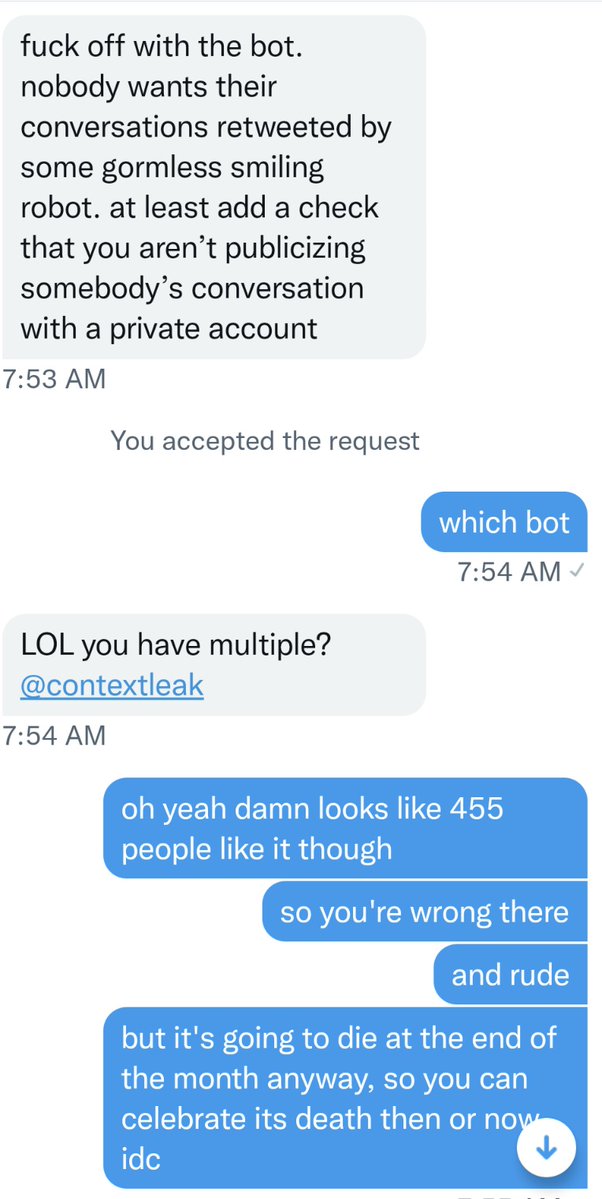 fuck off with the bot.
nobody wants their
conversations retweeted by
some gormless smiling
robot. at least add a check
that you aren’t publicizing
somebody’s conversation
with a private account
7:53 AM
You accepted the request
which bot
7:54 AM ✓
LOL you have multiple?
@contextleak
7:54 AM
oh yeah damn looks like 455
people like it though
so you're wrong there
and rude
but it's going to die at the end of
the month anyway, so you can
celebrate its death then or now
idc